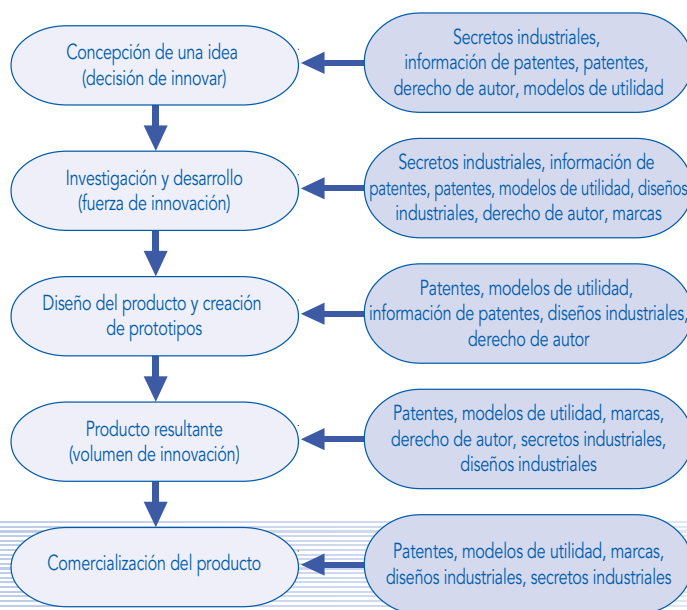 Concepción de una idea
(decisión de innovar)
Secretos industriales,
información de patentes, patentes,
derecho de autor, modelos de utilidad
Investigación y desarrollo
(fuerza de innovación)
Secretos industriales, información de
patentes, patentes, modelos de utilidad, diseños
industriales, derecho de autor, marcas
Diseño del producto y creación
de prototipos
Patentes, modelos de utilidad,
información de patentes, diseños industriales,
derecho de autor
Producto resultante
(volumen de innovación)
Patentes, modelos de utilidad, marcas,
derecho de autor, secretos industriales,
diseños industriales
Comercialización del producto
Patentes, modelos de utilidad, marcas,
diseños industriales, secretos industriales